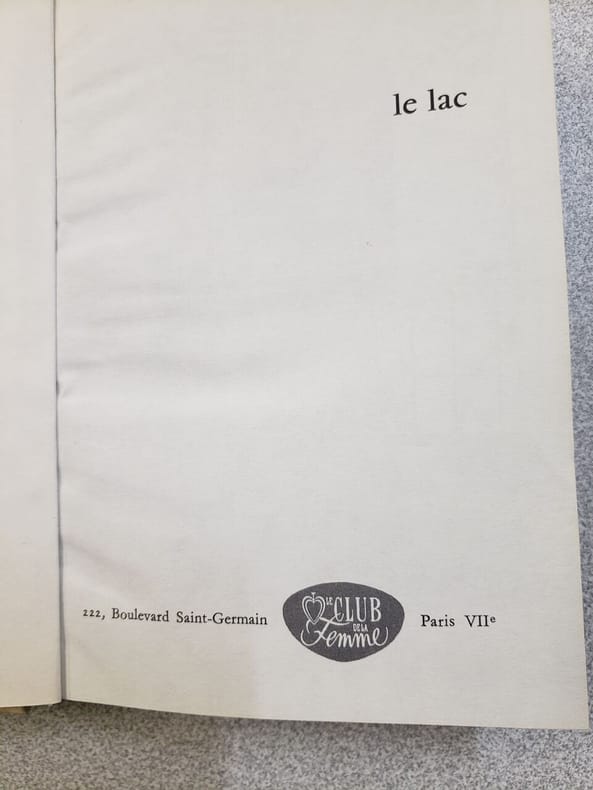 le lac
222, Boulevard Saint-Germain
LE CLUB
DE LA
Femme
Paris VIIe